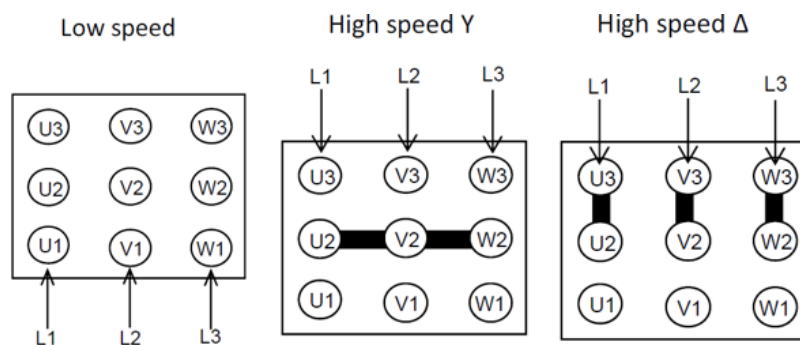 Low speed
U3 V3 W3
U2 V2 W2
U1 V1 W1
L1 L2 L3
High speed Y
L1 L2 L3
U3 V3 W3
U2 V2 W2
U1 V1 W1
High speed Δ
L1 L2 L3
U3 V3 W3
U2 V2 W2
U1 V1 W1